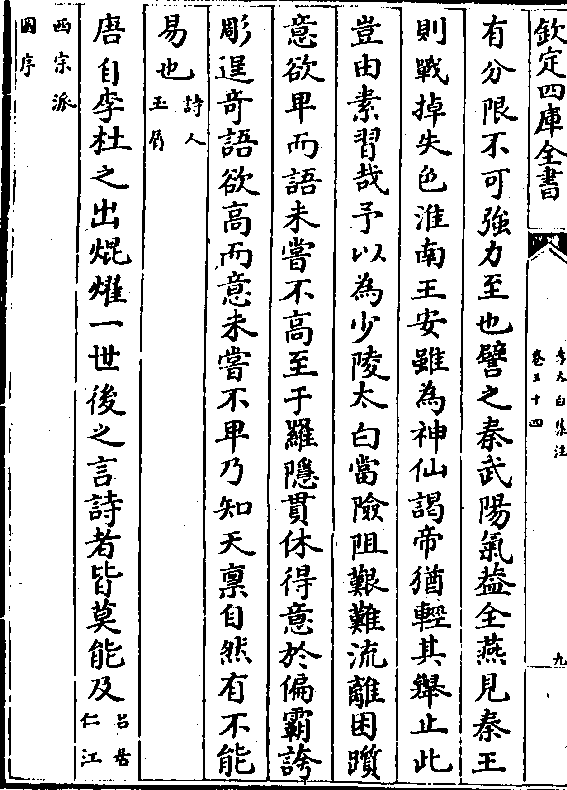 欽定四庫全書
李太白集注
卷三十四
九
有分限不可強力至也譬之秦武陽氣葢全燕見秦王
則戰掉失色淮南王安雖為神仙謁帝猶輕其舉止此
豈由素習哉予以為少陵太白當險阻艱難流離困躓
意欲卑而語未嘗不高至于羅隱貫休得意於偏霸誇
彫逞奇語欲高而意未嘗不卑乃知天稟自然有不能
易也
詩人
玉屑
唐自李杜之出焜燿一世後之言詩者皆莫能及
呂居
仁江
西宗派
圖序